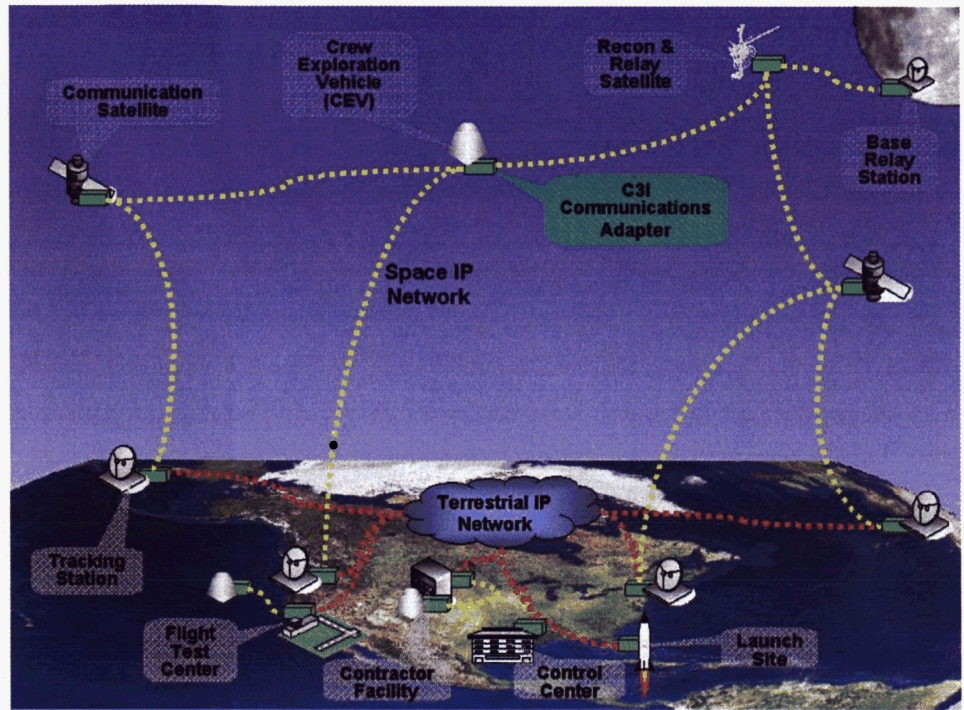 Crew
Exploration
Vehicle
(CEV)
Recon &
Relay
Satellite
Communication
Satellite
Base
Relay
Station
C3I
Communications
Adapter
Space IP
Network
Terrestrial IP
Network
Tracking
Station
Flight
Test
Center
Contractor
Facility
Control
Center
Launch
Site